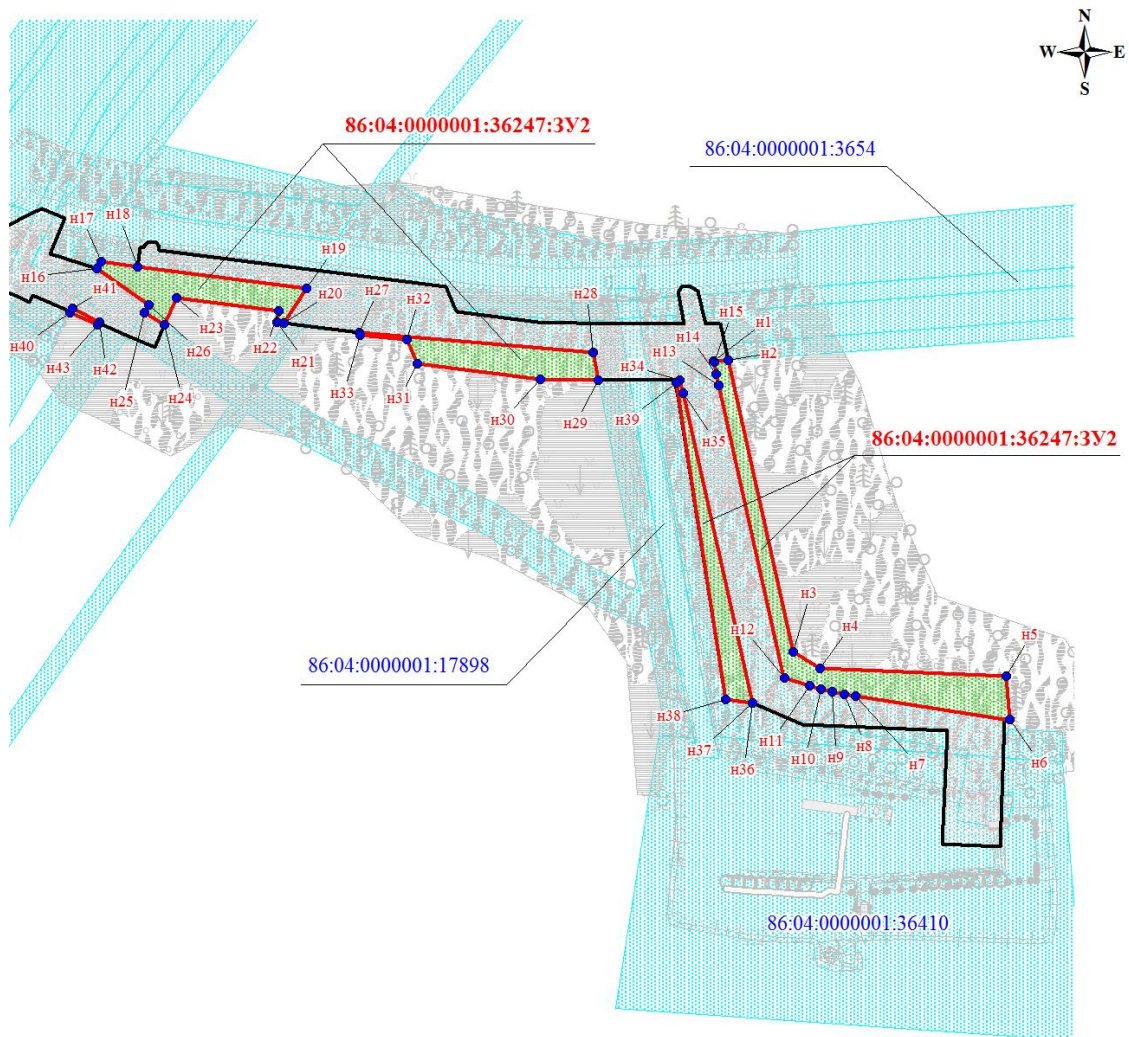 N
W
E
S
86:04:0000001:36247:ЗУ2
86:04:0000001:3654
н17
н18
н19
н16
н41
н20
н27
н32
н28
н15
н1
н14
н2
н13
н23
н22
н21
н26
н34
н40
н43
н42
н25
н24
н33
н31
н30
н29
н39
н35
86:04:0000001:36247:ЗУ2
н3
н4
н12
н5
86:04:0000001:17898
н38
н37
н36
н11
н10
н9
н8
н7
н6
86:04:0000001:36410